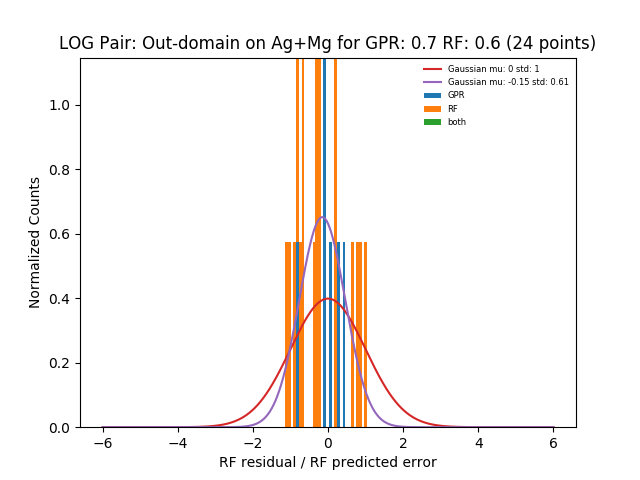 LOG Pair: Out-domain on Ag+Mg for GPR: 0.7 RF: 0.6 (24 points)
Gaussian mu: 0 std: 1
Gaussian mu: -0.15 std: 0.61
GPR
RF
both
Normalized Counts
1.0
0.8
0.6
0.4
0.2
0.0
−6
−4
−2
0
2
4
6
RF residual / RF predicted error